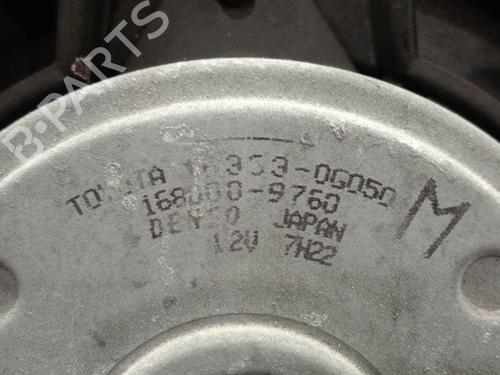 B-PARTS
TOYOTA 16363-0G050
168000-9760
DENSO JAPAN
12V 7H22
M